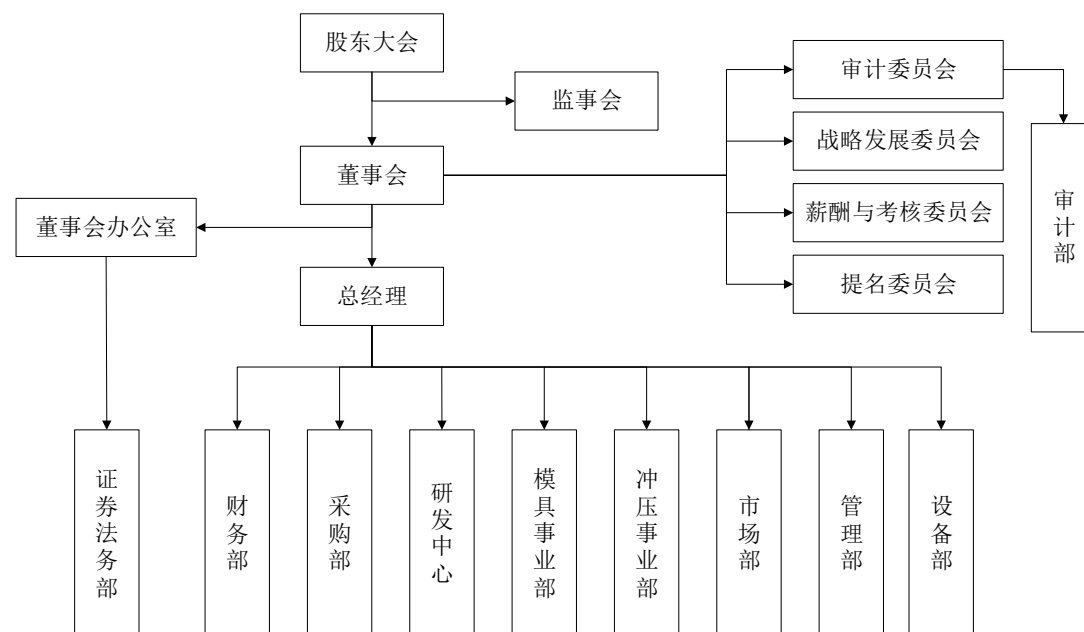 股东大会
监事会
董事会
董事会办公室
总经理
审计委员会
战略发展委员会
薪酬与考核委员会
提名委员会
审计部
证券法务部
财务部
采购部
研发中心
模具事业部
冲压事业部
市场部
管理部
设备部